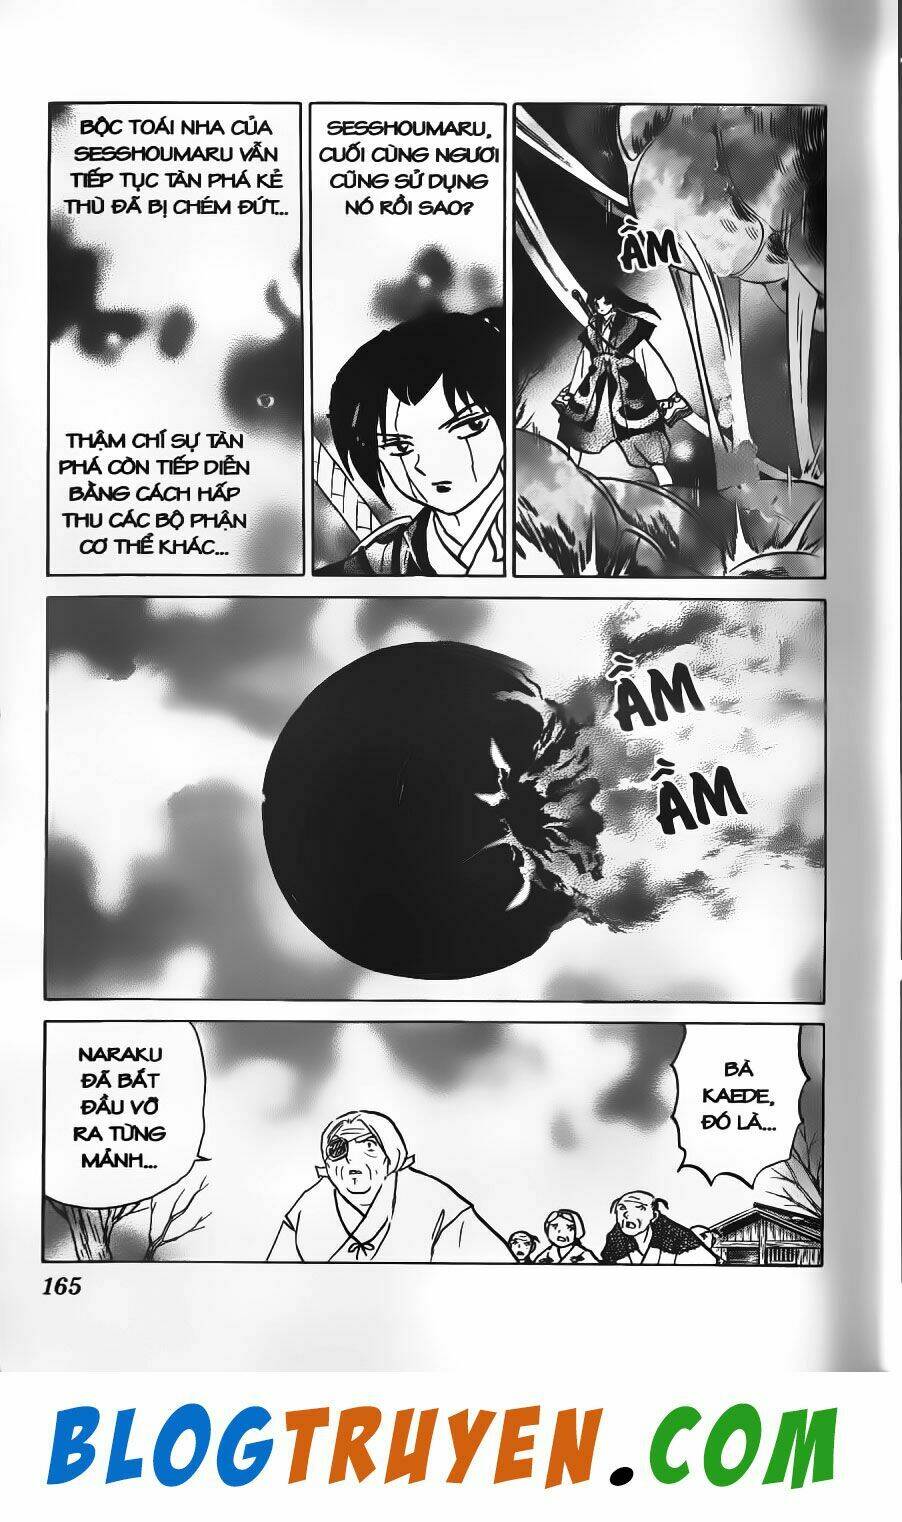 BỘC TOÁI NHA CỦA
SESSHOUMARU VẪN
TIẾP TỤC TÀN PHÁ KẺ
THÙ ĐÃ BỊ CHÉM ĐỨT...
THẬM CHÍ SỰ TÀN
PHÁ CÒN TIẾP DIỄN
BẰNG CÁCH HẤP
THU CÁC BỘ PHẬN
CƠ THỂ KHÁC...
SESSHOUMARU,
CUỐI CÙNG NGƯƠI
CŨNG SỬ DỤNG
NÓ RỒI SAO?
ẦM
ẦM
ẦM
NARAKU
ĐÃ BẮT
ĐẦU VỠ
RA TỪNG
MẢNH...
BÀ
KAEDE,
ĐÓ LÀ...
165
BLOGTRUYEN.COM